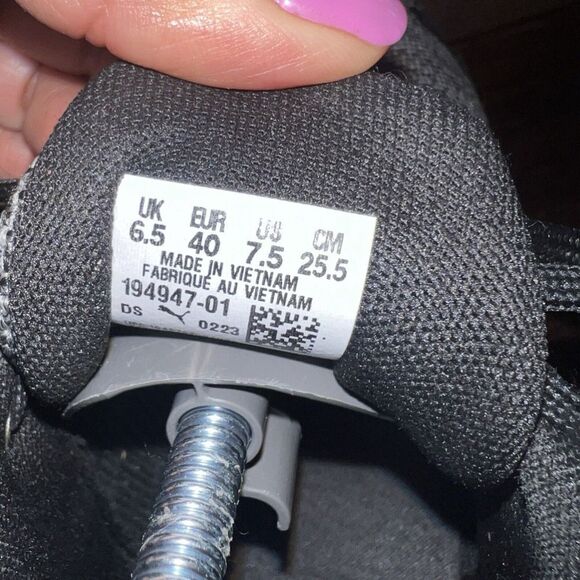 UK EUR US CM
6.5 40 7.5 25.5
MADE IN VIETNAM
FABRIQUÉ AU VIETNAM
194947-01
DS 0223